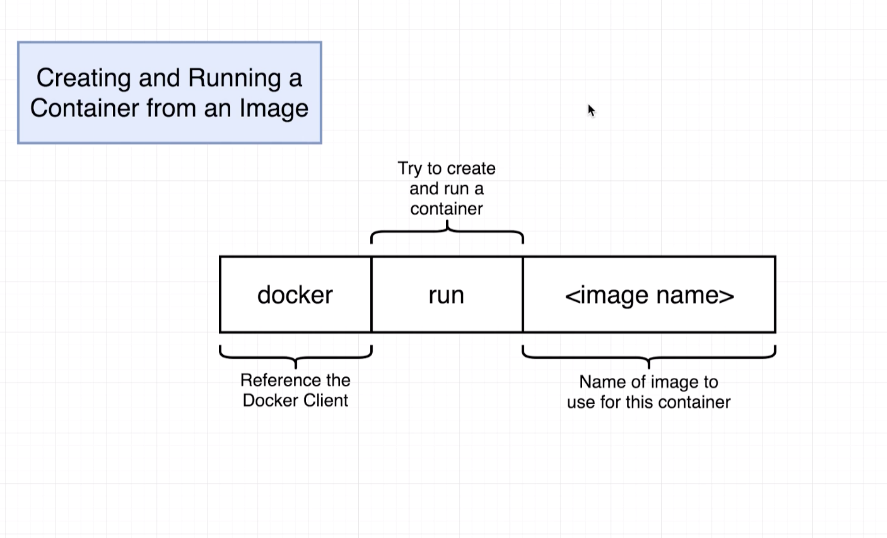 Creating and Running a
Container from an Image
Try to create
and run a
container
docker
run
<image name>
Reference the
Docker Client
Name of image to
use for this container